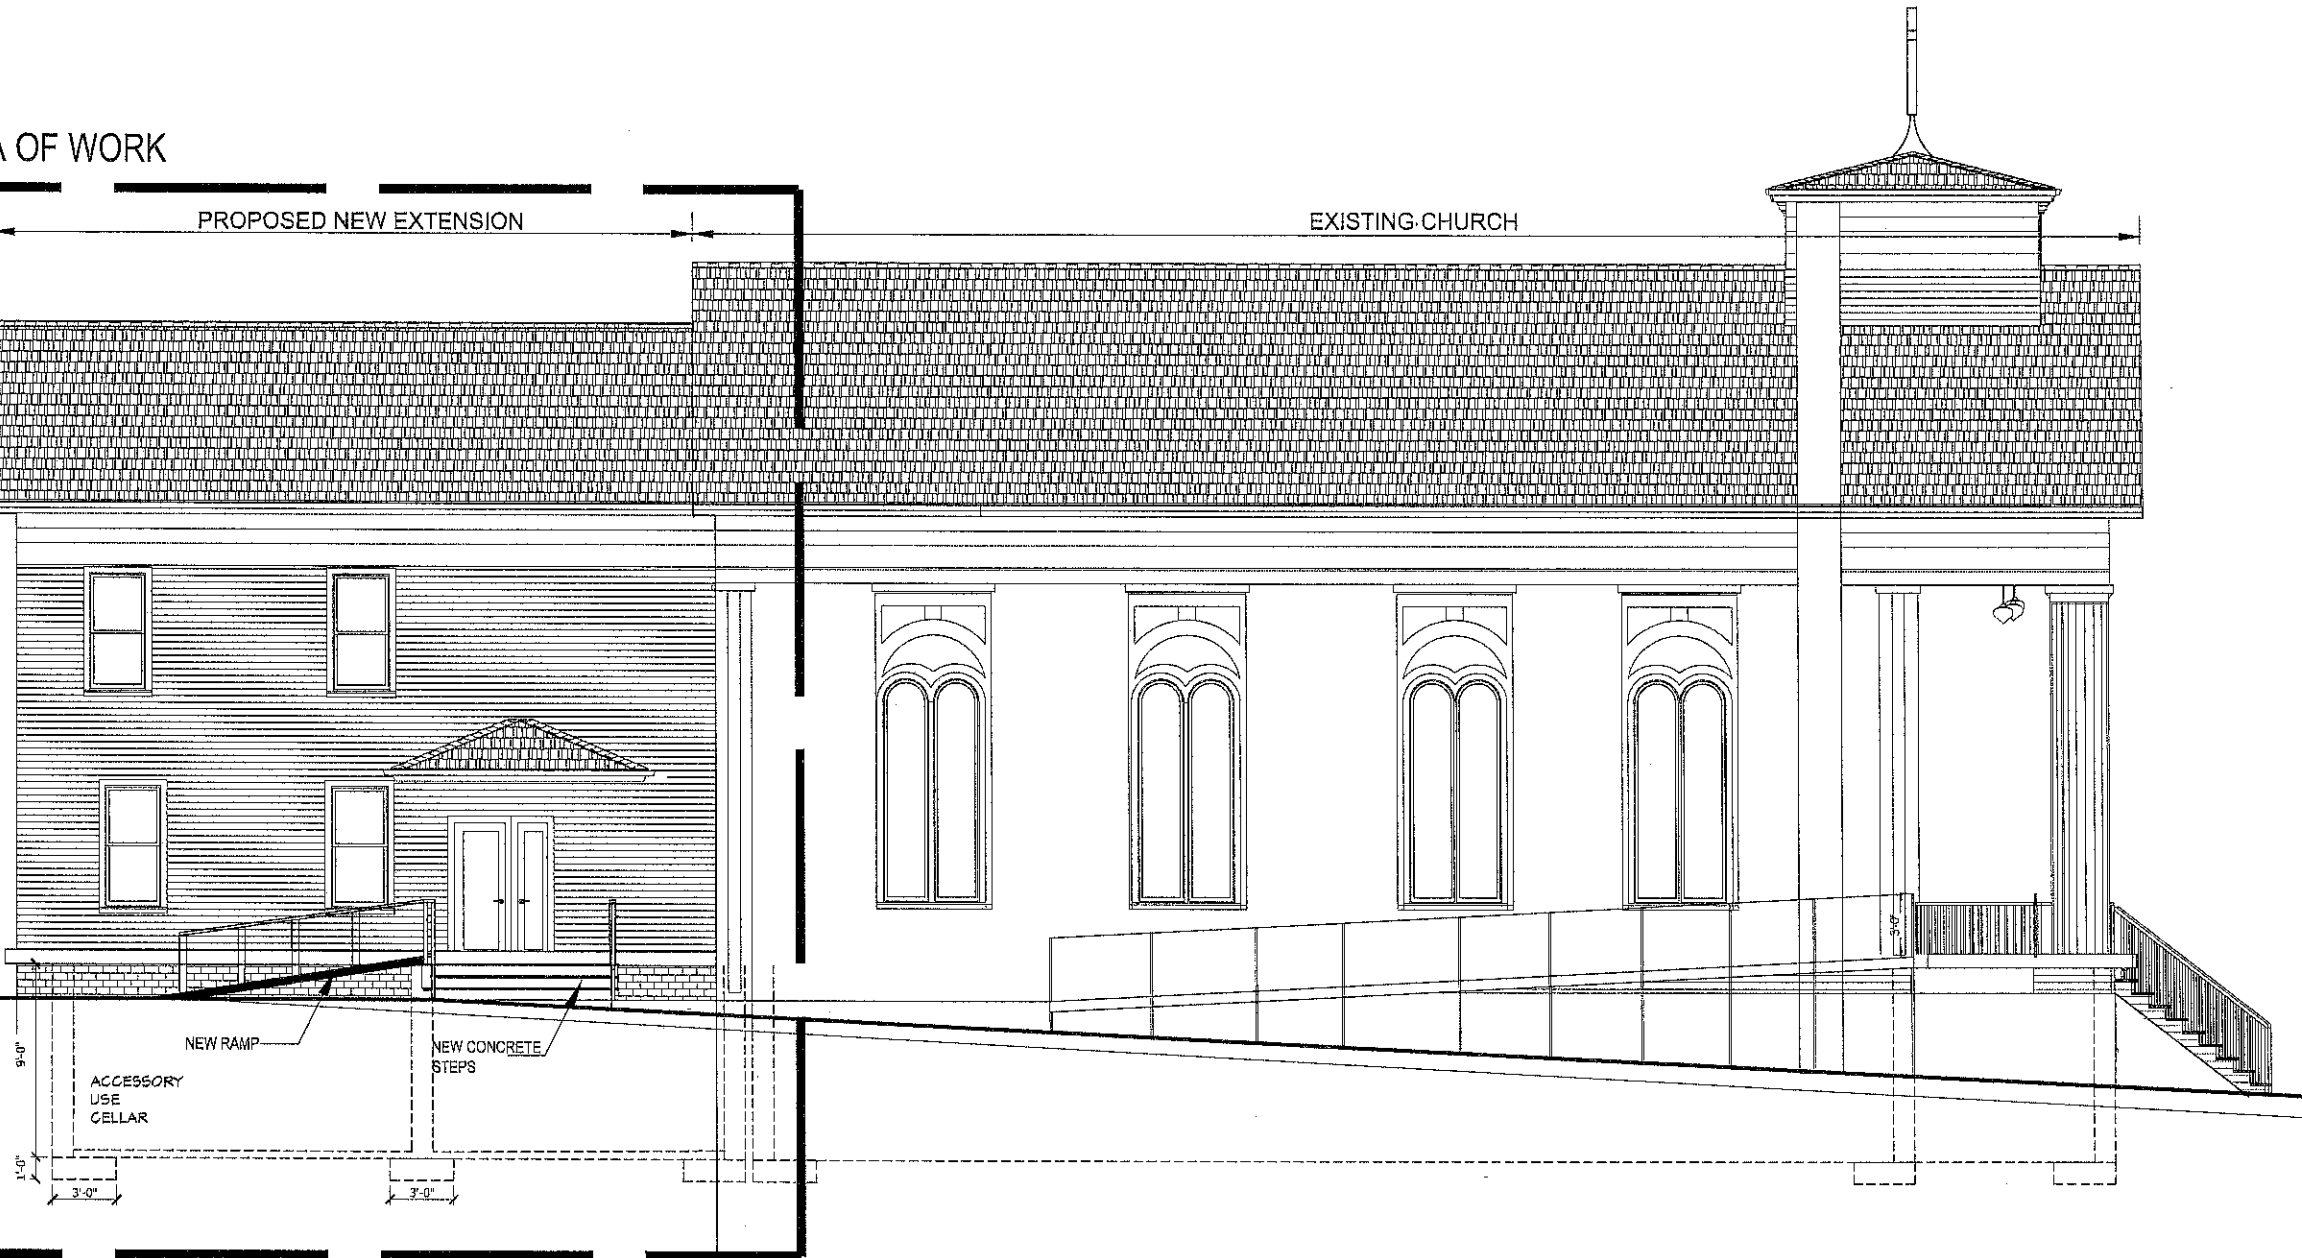 A OF WORK
PROPOSED NEW EXTENSION
EXISTING CHURCH
3'-0"
NEW RAMP
NEW CONCRETE
STEPS
9'-0"
ACCESSORY
USE
CELLAR
1'-0"
3'-0"
3'-0"